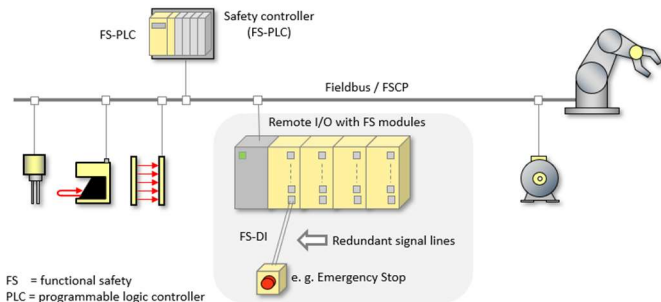 Safety controller
(FS-PLC)
FS-PLC
Fieldbus / FSCP
Remote I/O with FS modules
FS-DI
Redundant signal lines
e. g. Emergency Stop
FS = functional safety
PLC = programmable logic controller